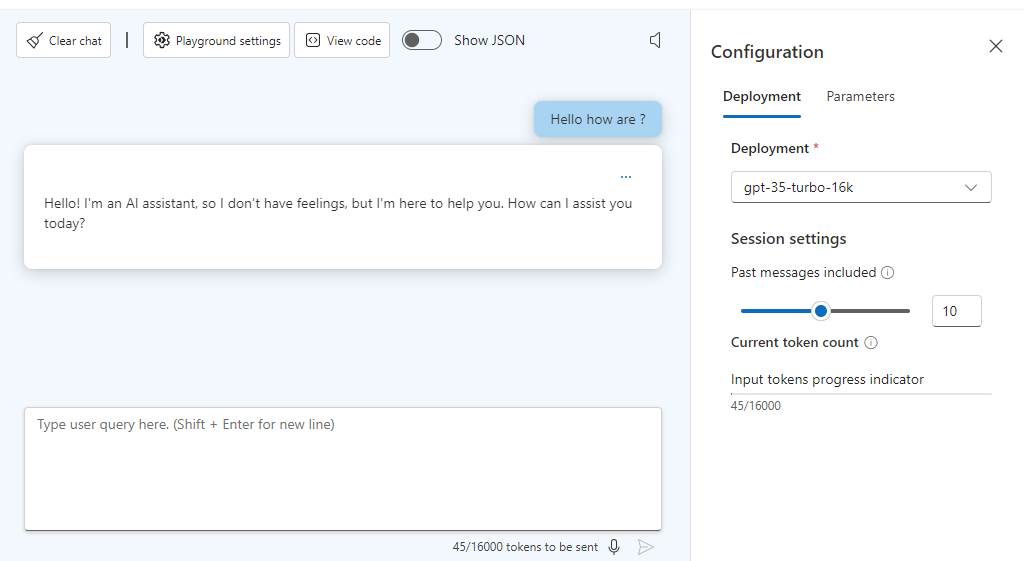 Clear chat
Playground settings
View code
Show JSON
Hello how are ?
Hello! I'm an AI assistant, so I don't have feelings, but I'm here to help you. How can I assist you
today?
Type user query here. (Shift + Enter for new line)
45/16000 tokens to be sent
Configuration
Deployment
Parameters
Deployment *
gpt-35-turbo-16k
Session settings
Past messages included
10
Current token count
Input tokens progress indicator
45/16000